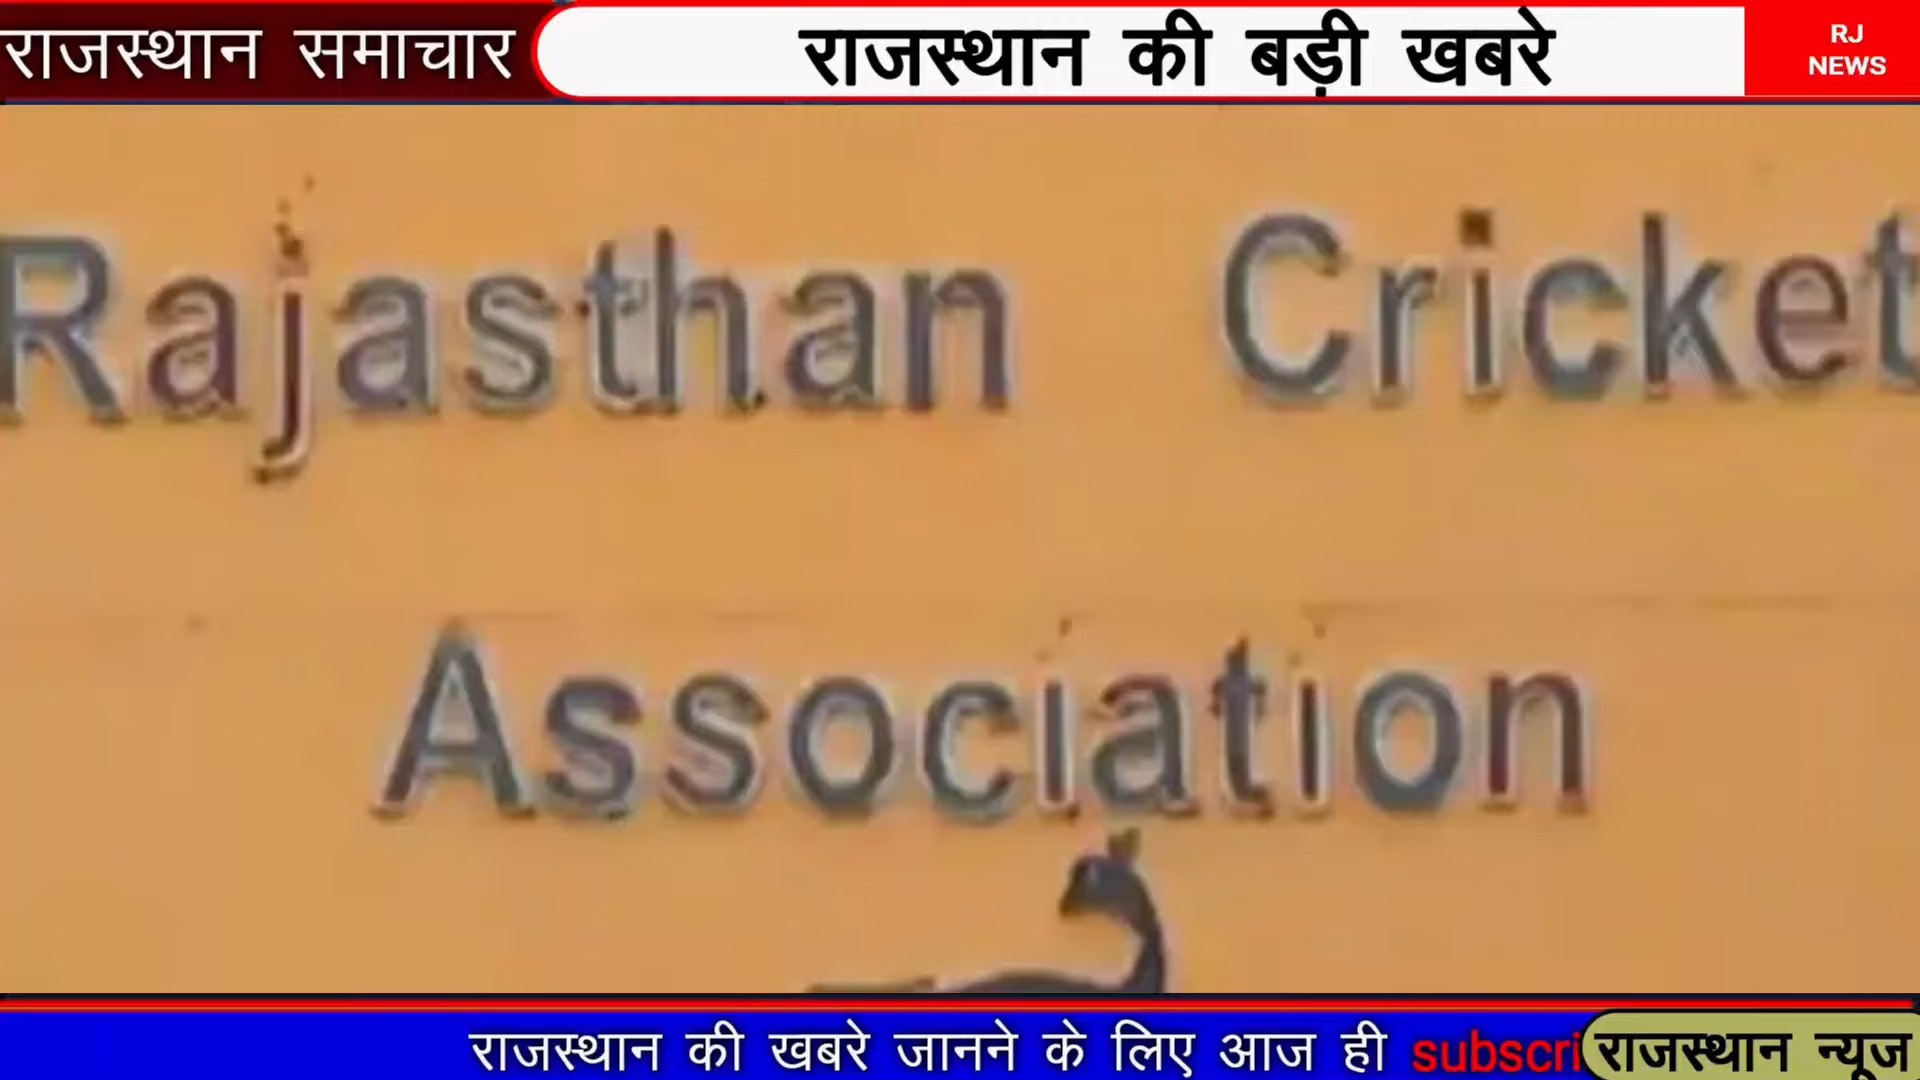 राजस्थान समाचार
राजस्थान की बड़ी खबरे
RJ
NEWS
Rajasthan Cricket
Association
राजस्थान की खबरे जानने के लिए आज ही subscri
राजस्थान न्यूज